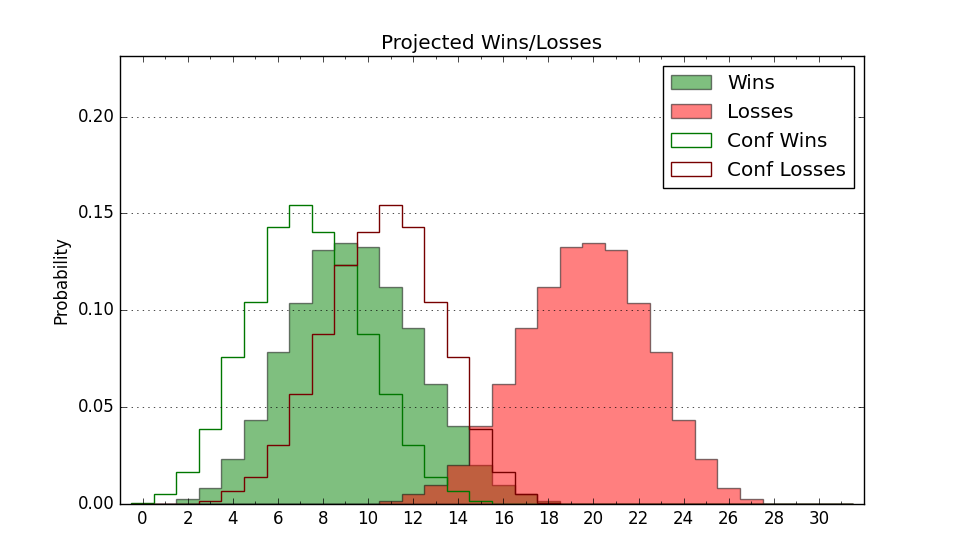 Projected Wins/Losses
Wins
Losses
Conf Wins
Conf Losses
Probability
0.20
0.15
0.10
0.05
0.00
0 2 4 6 8 10 12 14 16 18 20 22 24 26 28 30